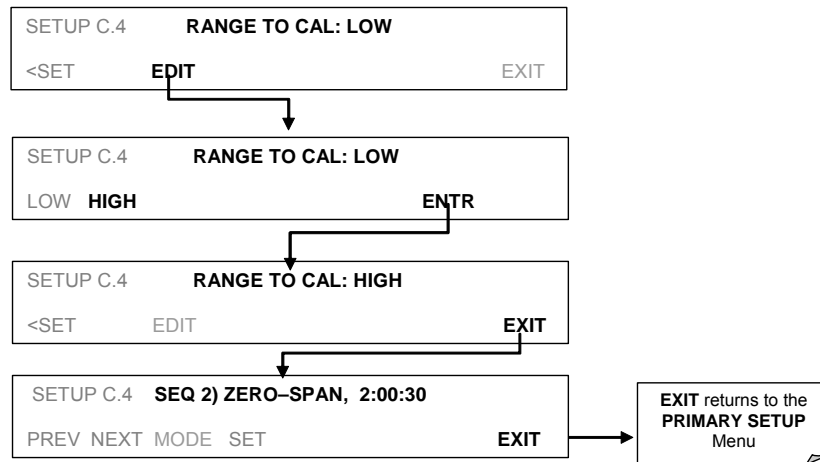 SETUP C.4 RANGE TO CAL: LOW
<SET EDIT EXIT
SETUP C.4 RANGE TO CAL: LOW
LOW HIGH ENTR
SETUP C.4 RANGE TO CAL: HIGH
<SET EDIT EXIT
SETUP C.4 SEQ 2) ZERO–SPAN, 2:00:30
PREV NEXT MODE SET EXIT
EXIT returns to the
PRIMARY SETUP
Menu